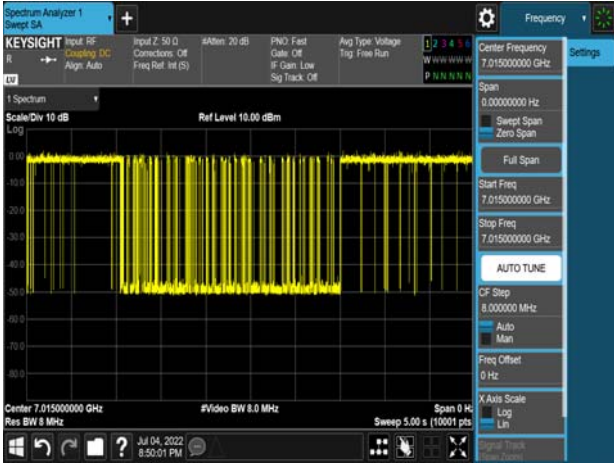 Spectrum Analyzer 1
Swept SA
+
Frequency
KEYSIGHT
R
LV
Input: RF
Coupling: DC
Align: Auto
Input Z: 50 Ω
Corrections: Off
Freq Ref: Int (S)
#Atten: 20 dB
PNO: Fast
Gate: Off
IF Gain: Low
Sig Track: Off
Avg Type: Voltage
Trig: Free Run
1 2 3 4 5 6
W W W W W W
P N N N N N
Center Frequency
7.015000000 GHz
Settings
Span
0.00000000 Hz
Swept Span
Zero Span
Full Span
Start Freq
7.015000000 GHz
Stop Freq
7.015000000 GHz
AUTO TUNE
CF Step
8.000000 MHz
Auto
Man
Freq Offset
0 Hz
X Axis Scale
Log
Lin
Signal Track
(Span Zoom)
1 Spectrum
Scale/Div 10 dB
Ref Level 10.00 dBm
Log
0.00
-10.0
-20.0
-30.0
-40.0
-50.0
-60.0
-70.0
-80.0
Center 7.015000000 GHz
#Video BW 8.0 MHz
Span 0 Hz
Res BW 8 MHz
Sweep 5.00 s (10001 pts
?
Jul 04, 2022
8:50:01 PM